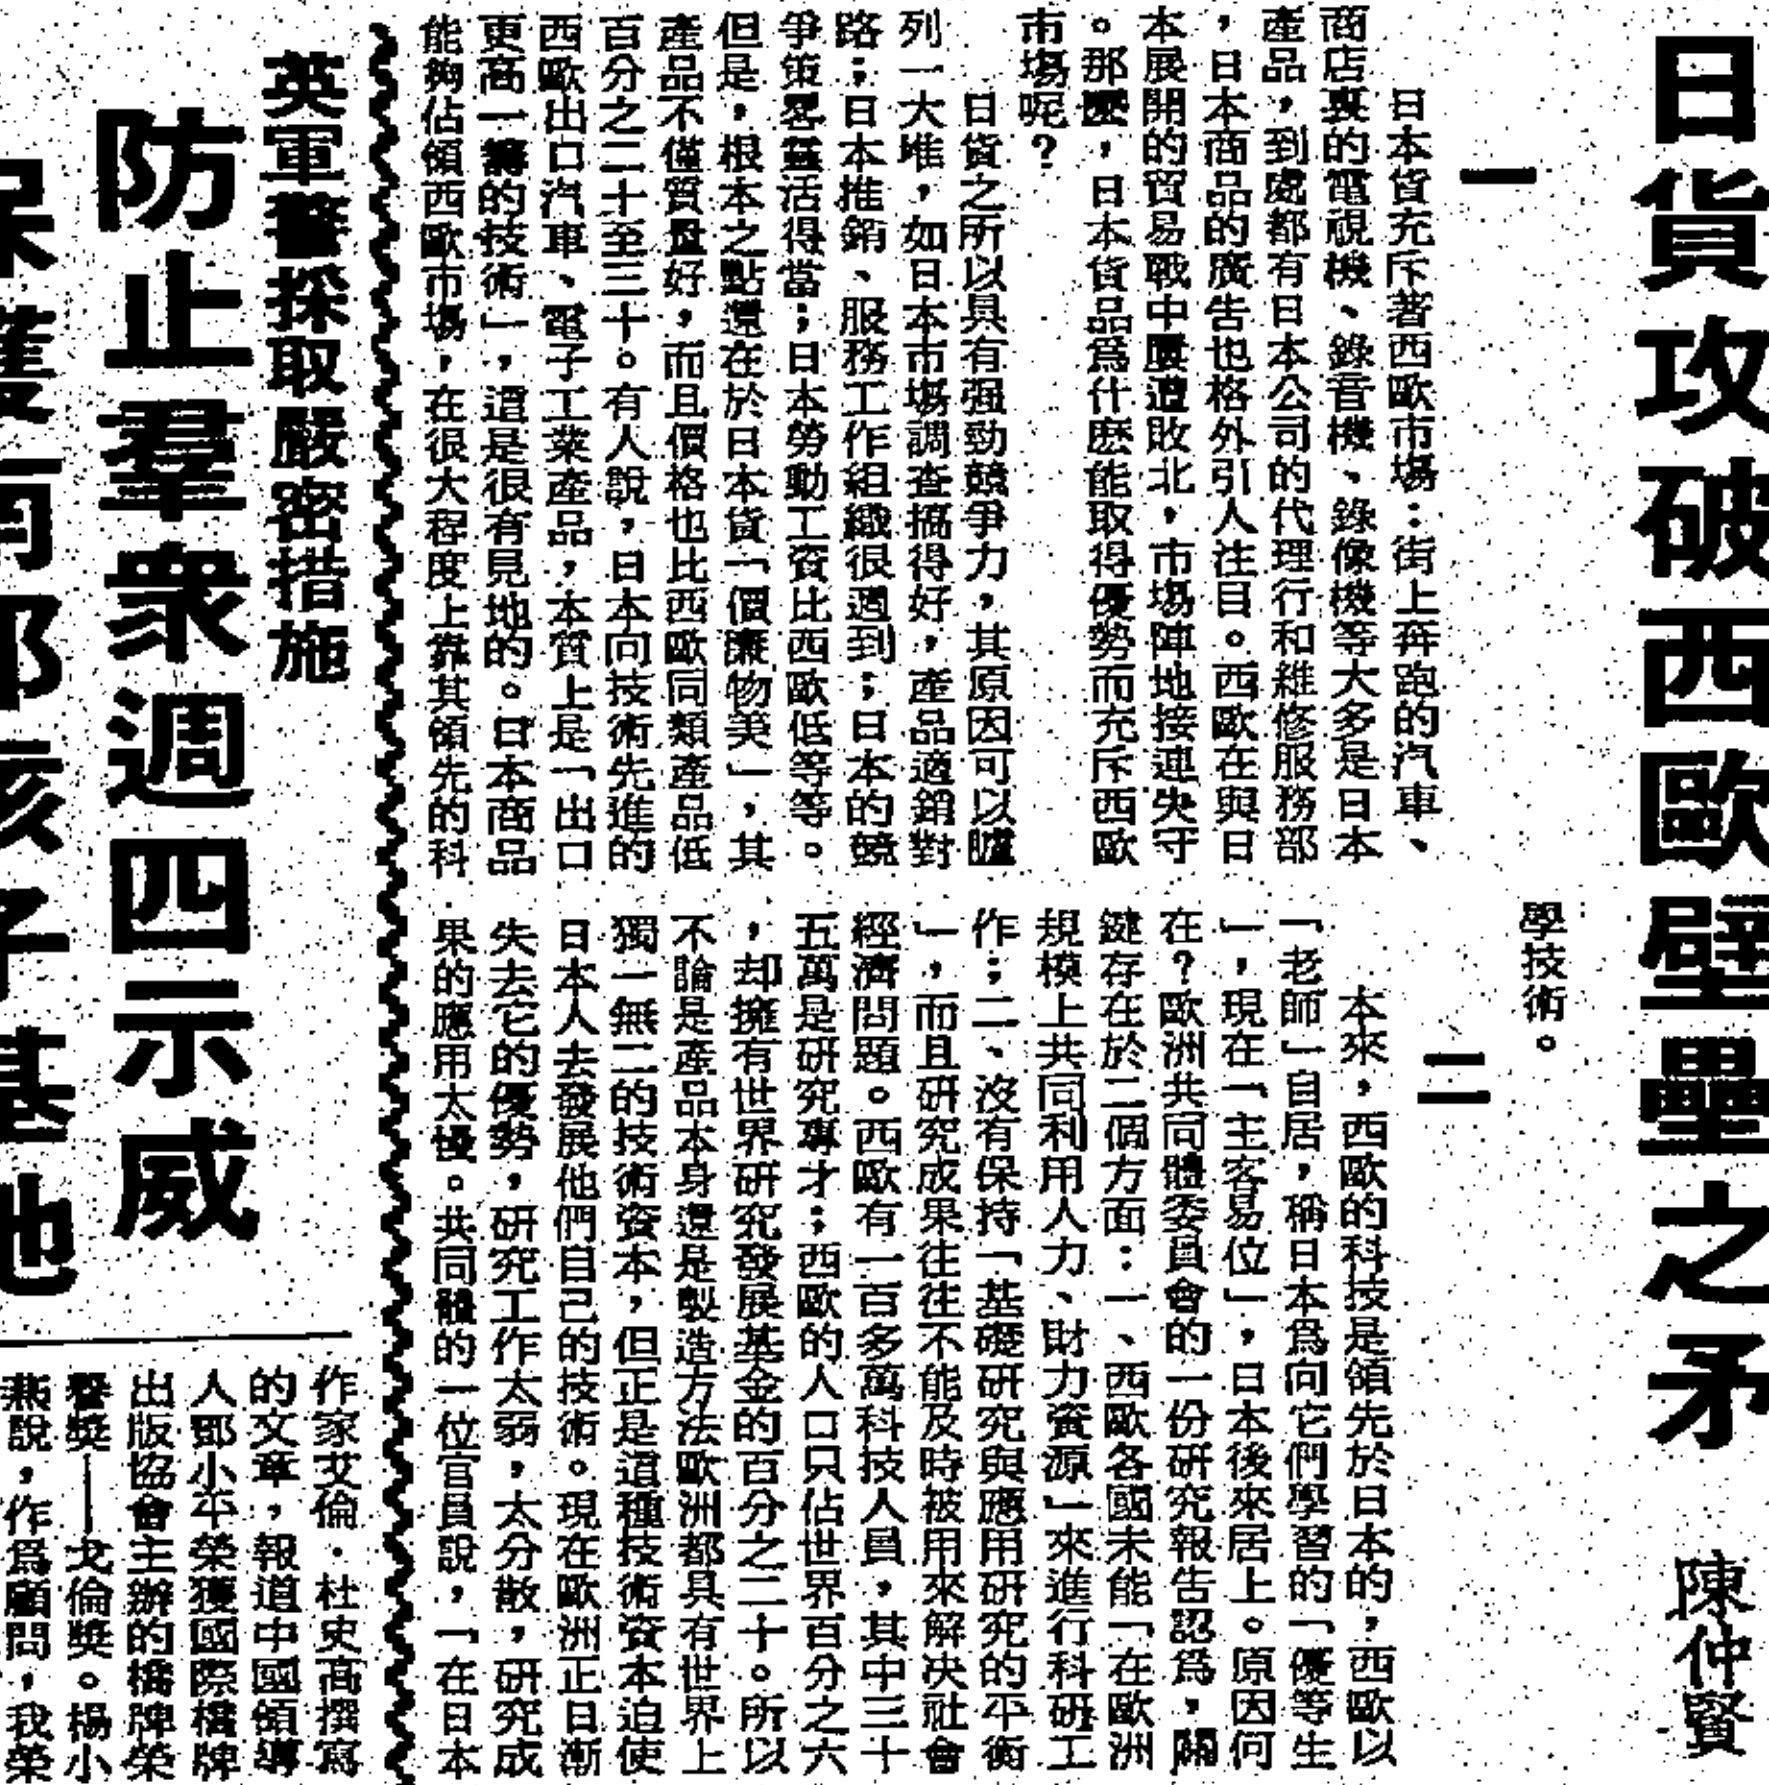 日貨攻破西歐壁壘之矛
陳仲賢
一
日本貨充斥著西歐市場：街上奔跑的汽車、
商店裏的電視機、錄音機、錄像機等大多是日本
產品，到處都有日本公司的代理行和維修服務部
，日本商品的廣告也格外引人注目。西歐在與日
本展開的貿易戰中屢遭敗北，市場陣地接連失守
。那麼，日本貨品爲什麽能取得優勢而充斥西歐
市場呢？
日貨之所以具有强勁競爭力，其原因可以臚
列一大堆，如日本市場調查搞得好，產品適銷對
路；日本推銷、服務工作組織很週到；日本的競
爭策畧靈活得當；日本勞動工資比西歐低等等。
但是，根本之點還在於日本貨「價廉物美」，其
產品不僅質量好，而且價格也比西歐同類產品低
百分之二十至三十。有人說，日本向技術先進的
西歐出口汽車、電子工業產品，本質上是「出口
更高一籌的技術」，這是很有見地的。日本商品
能夠佔領西歐市場，在很大程度上靠其領先的科
學技術。
二
本來，西歐的科技是領先於日本的，西歐以
「老師」自居，稱日本爲向它們學習的「優等生
」，現在「主客易位」，日本後來居上。原因何
在？歐洲共同體委員會的一份研究報告認爲，關
鍵存在於二個方面：一、西歐各國未能「在歐洲
規模上共同利用人力、財力資源」來進行科研工
作；二、沒有保持「基礎研究與應用研究的平衡
」，而且研究成果往往不能及時被用來解決社會
經濟問題。西歐有一百多萬科技人員，其中三十
五萬是研究專才；西歐的人口只佔世界百分之六
，却擁有世界研究發展基金的百分之二十。所以
不論是產品本身還是製造方法歐洲都具有世界上
獨一無二的技術資本，但正是這種技術資本迫使
日本人去發展他們自己的技術。現在歐洲正日漸
失去它的優勢，研究工作太弱，太分散，研究成
果的應用太慢。共同體的一位官員說，「在日本
英軍警採取嚴密措施
防止羣衆週四示威
保護南部核子基地
作家艾倫·杜史高撰寫
的文章，報道中國領導
人鄧小平榮獲國際橋牌
出版協會主辦的橋牌榮
譽獎——戈倫獎。楊小
燕說，作爲顧問，我榮